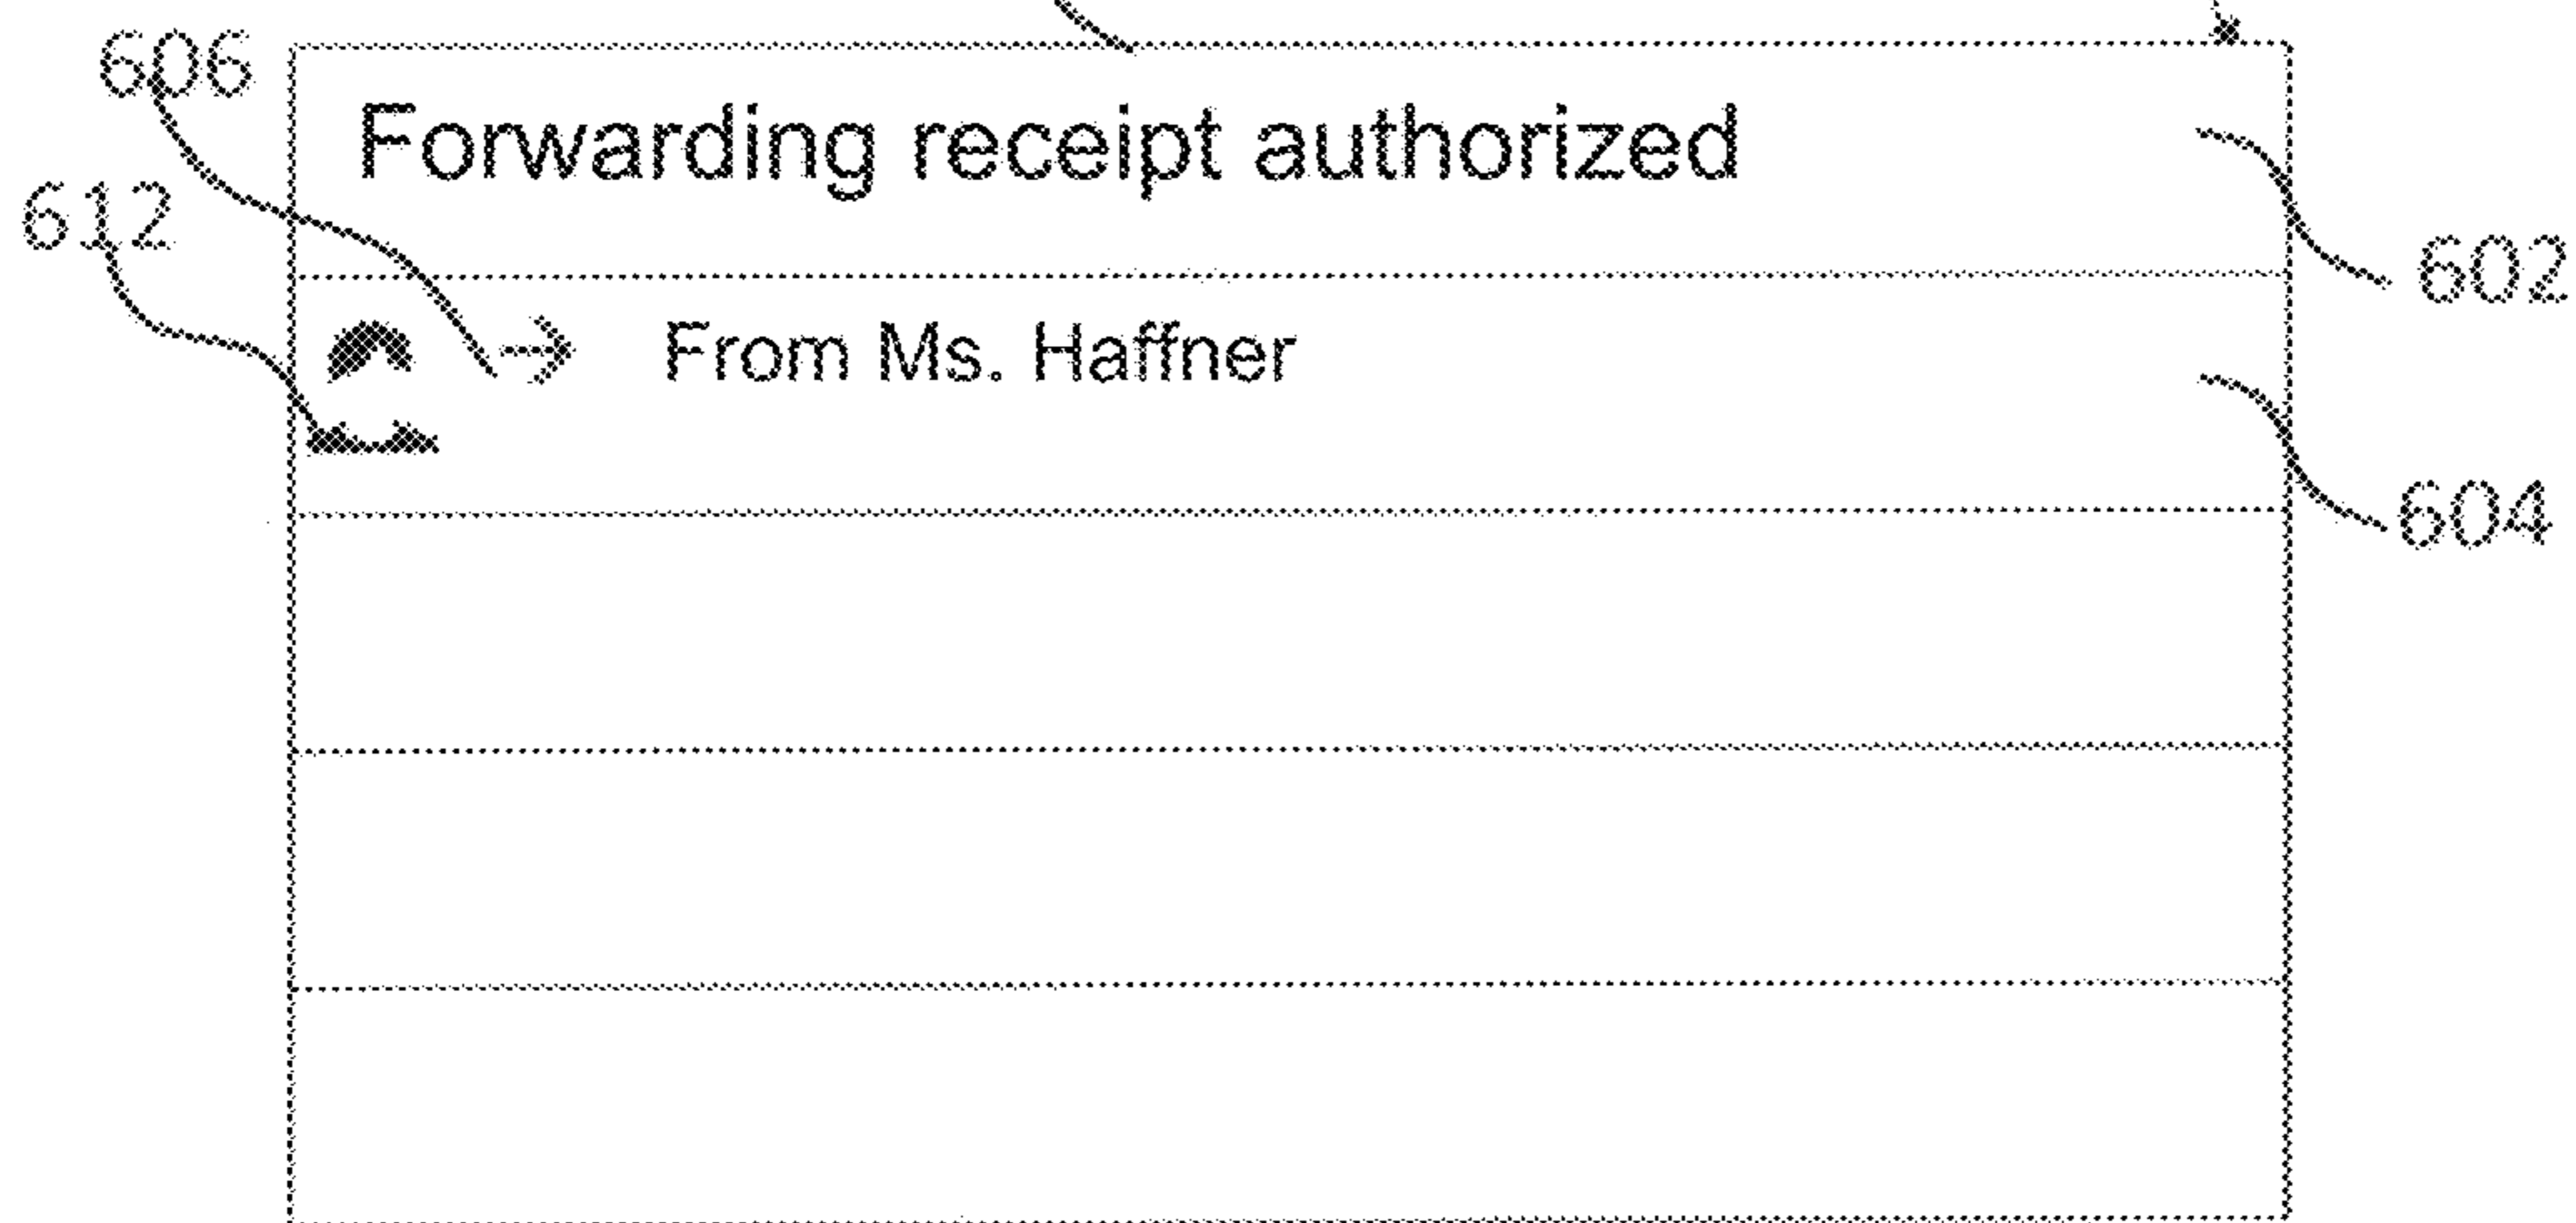 606
Forwarding receipt authorized
612
602
From Ms. Haffner
604